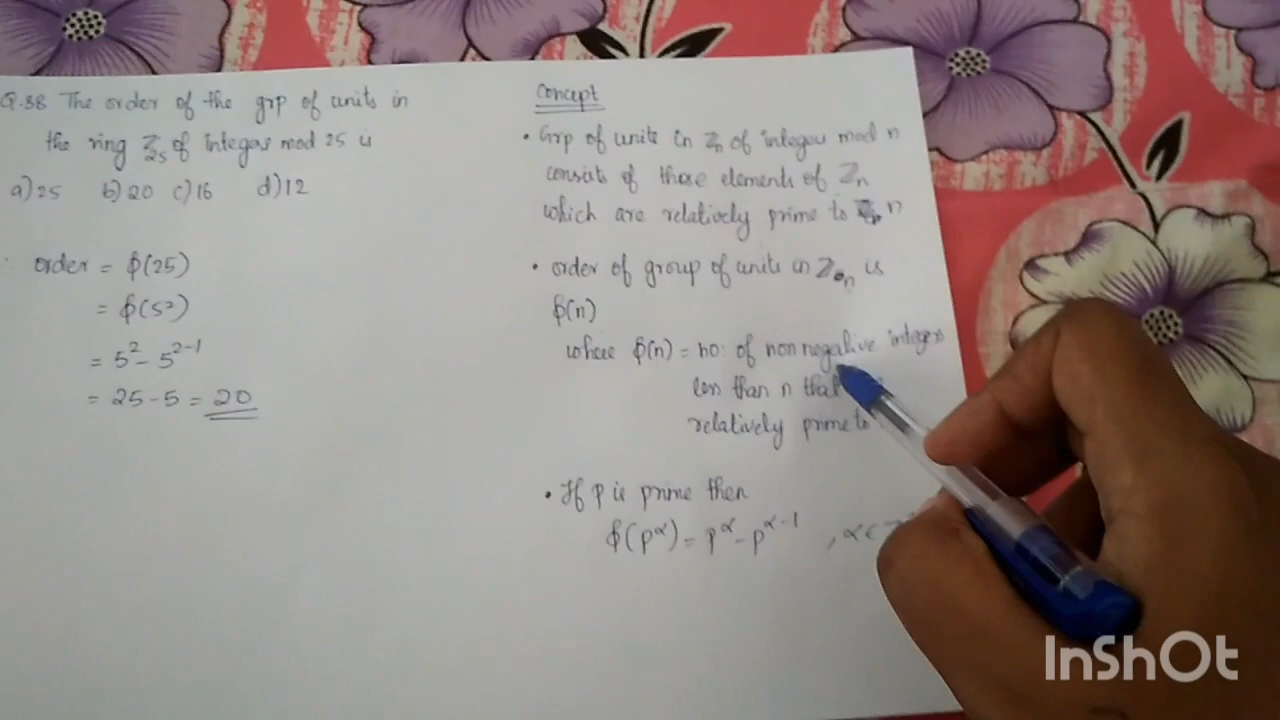 Q.38 The order of the grp of units in
the ring ℤ₂₅ of integers mod 25 is
a) 25 b) 20 c) 16 d) 12
order = ϕ(25)
= ϕ(5²)
= 5² - 5²⁻¹
= 25 - 5 = 20
Concept
• Grp of units in ℤₙ of integers mod n
consists of those elements of ℤₙ
which are relatively prime to n
• order of group of units in ℤₙ is
ϕ(n)
where ϕ(n) = no. of non negative integers
less than n that
relatively prime to
• If p is prime then
ϕ(p^α) = p^α - p^α⁻¹ , α ∈
InShOt